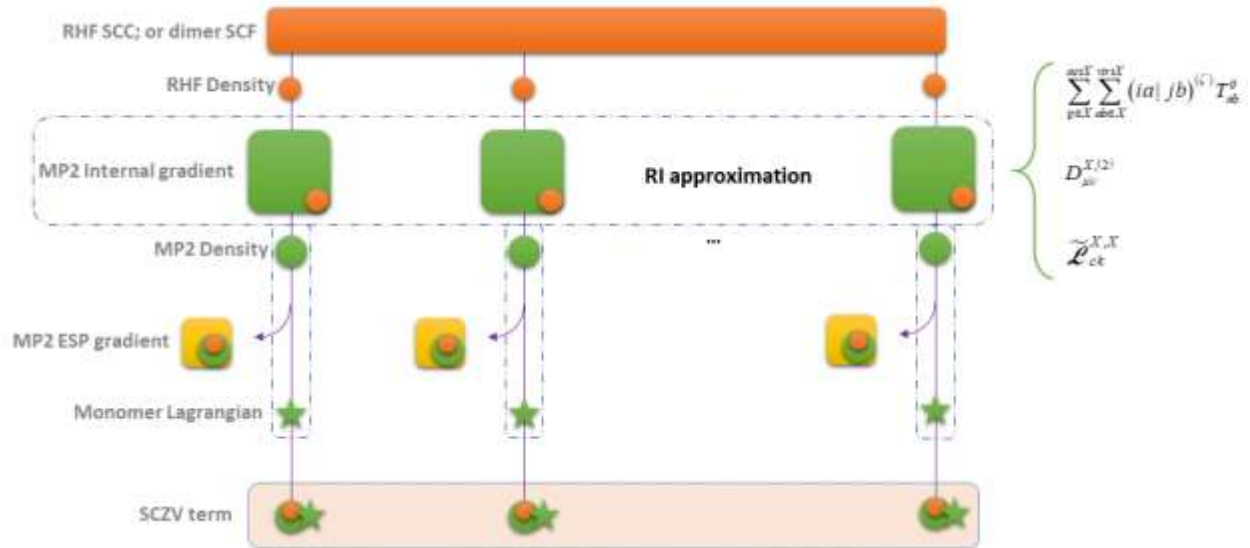 RHF SCC; or dimer SCF
RHF Density
MP2 Internal gradient
RI approximation
MP2 Density
...
MP2 ESP gradient
Monomer Lagrangian
SCZV term